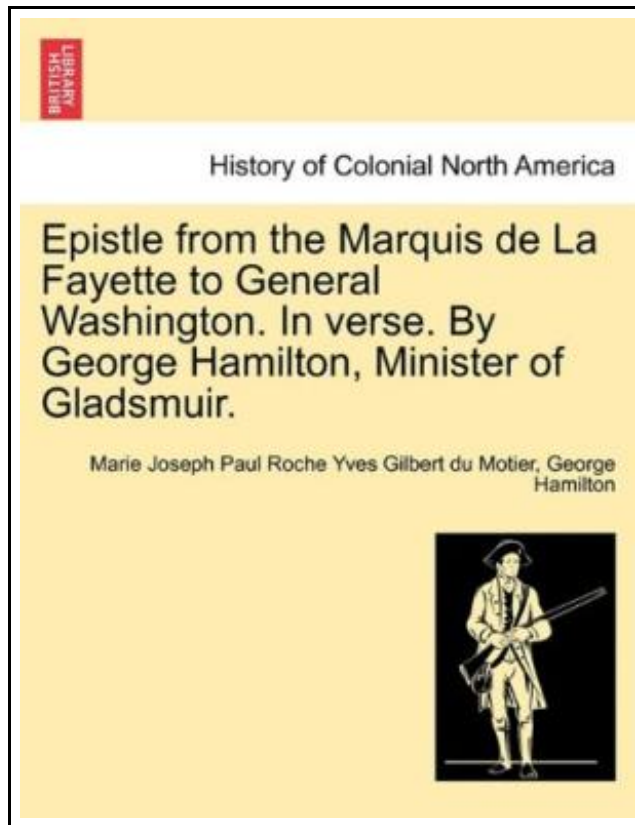 BRITISH
LIBRARY
History of Colonial North America
Epistle from the Marquis de La
Fayette to General
Washington. In verse. By
George Hamilton, Minister of
Gladsmuir.
Marie Joseph Paul Roche Yves Gilbert du Motier, George
Hamilton